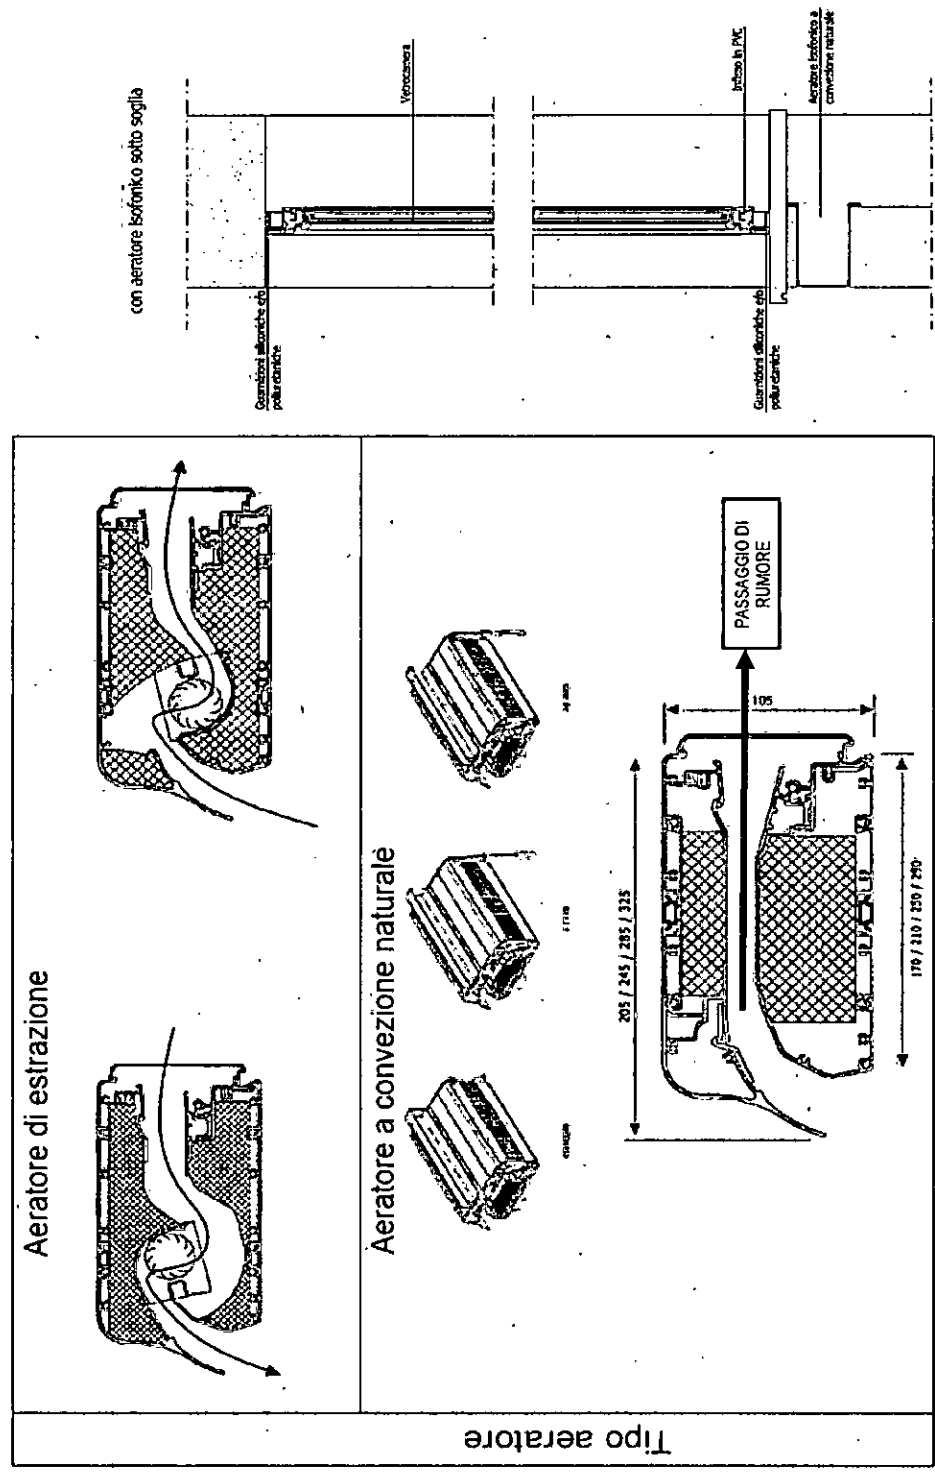 Tipo aeratore
Aeratore di estrazione
Aeratore a convezione naturale
205 / 245 / 285 / 325
105
170 / 210 / 250 / 290
PASSAGGIO DI
RUMORE
con aeratore isofonico sotto soglia
Guarnizioni siliconiche e/o
poliuretaniche
Vetrocamera
Guarnizioni siliconiche e/o
poliuretaniche
Infisso in PVC
Aeratore isofonico a
convezione naturale